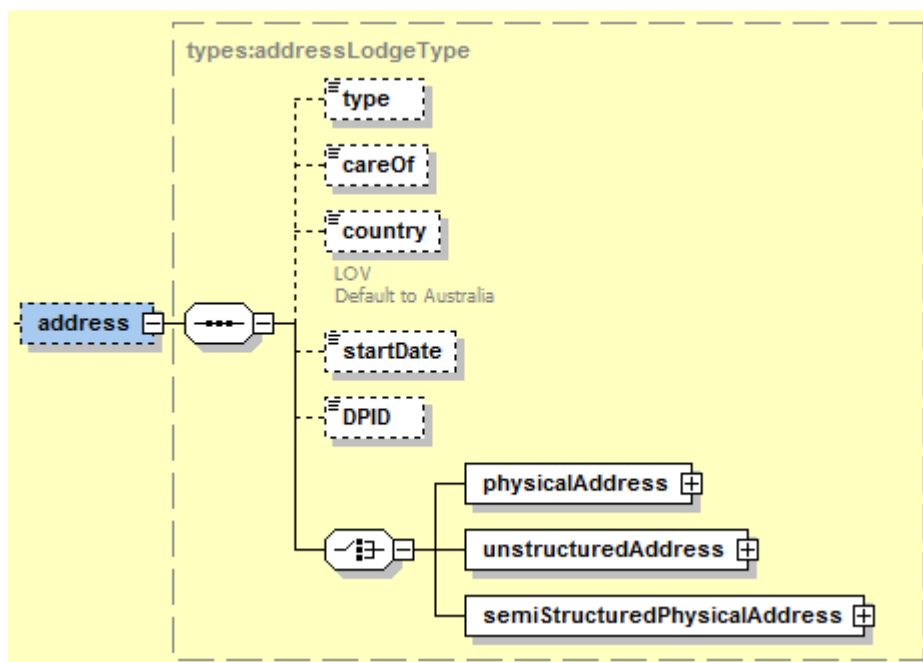 types:addressLodgeType
type
careOf
country
LOV
Default to Australia
address
startDate
DPID
physicalAddress
unstructuredAddress
semiStructuredPhysicalAddress